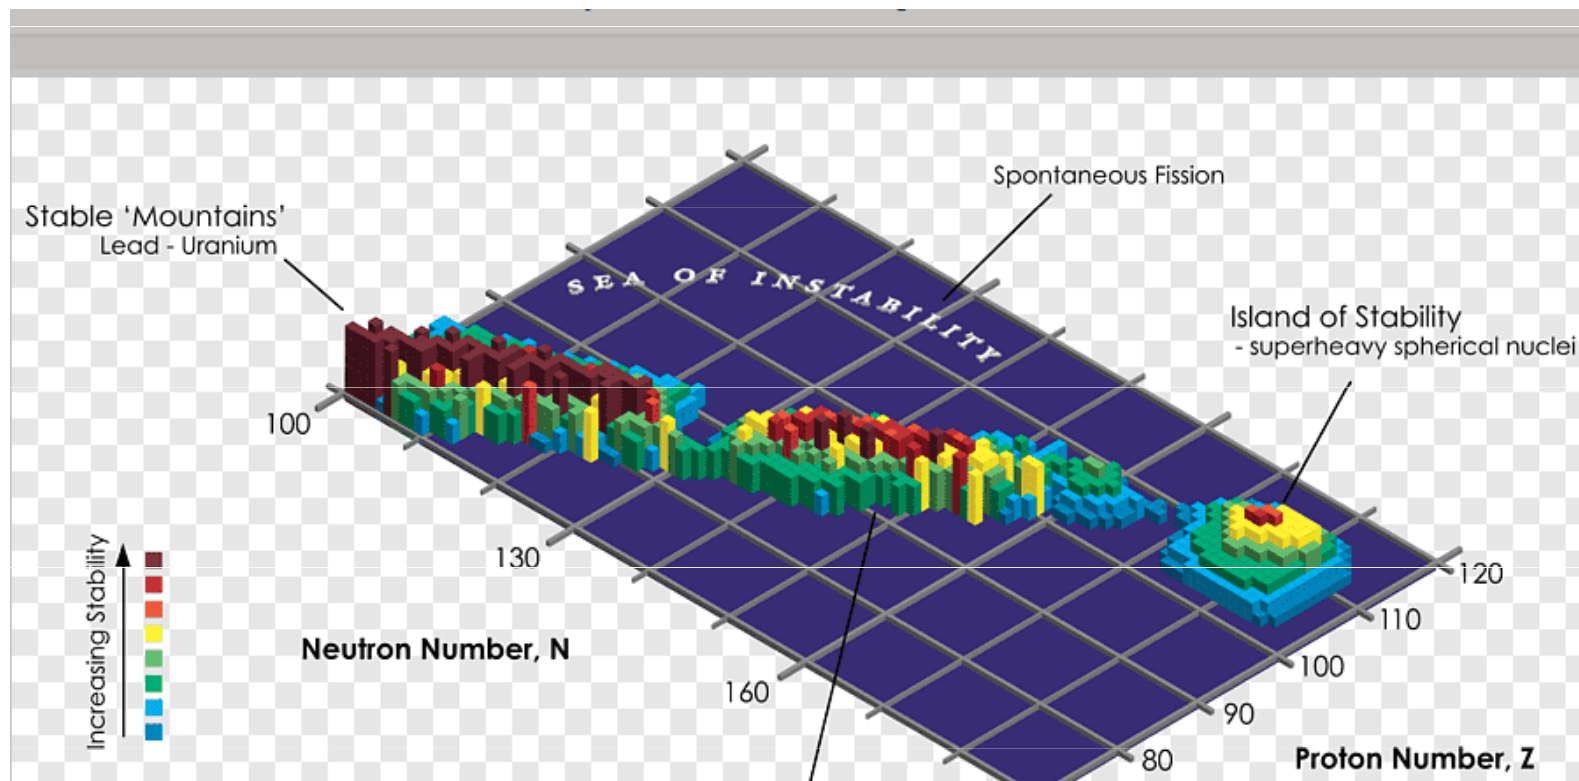 Spontaneous Fission
Stable ‘Mountains’
Lead - Uranium
SEA OF INSTABILITY
Island of Stability
- superheavy spherical nuclei
100
130
160
120
110
100
90
80
Increasing Stability
Neutron Number, N
Proton Number, Z